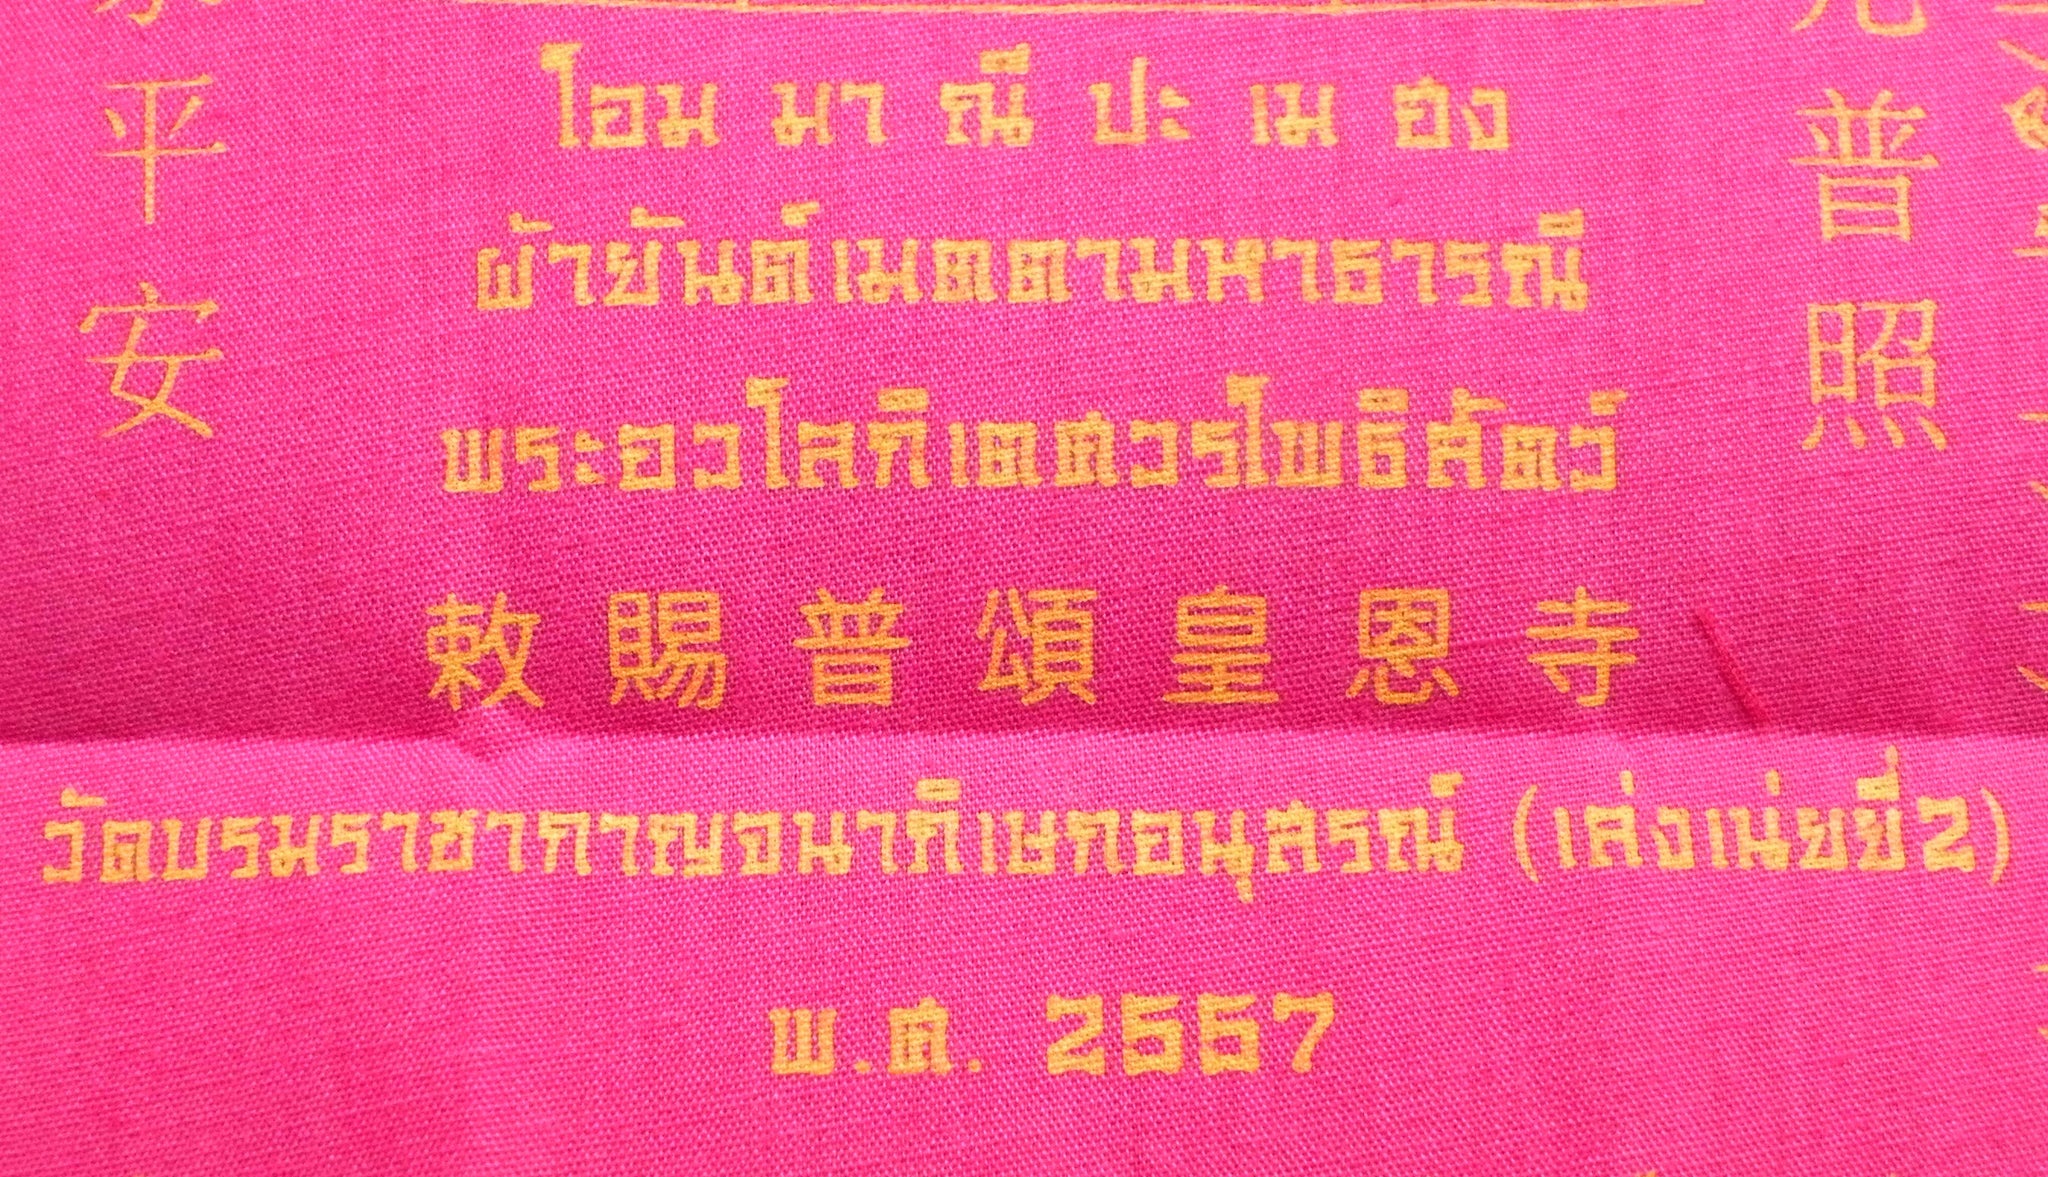 โอม มา ณี ปะ เม ฮง
ผ้ายันต์เมตตามหาธารณี
พระอวโลกิเตศวรโพธิสัตว์
敕賜普頌皇恩寺
วัดบรมราชากาญจนาภิเษกอนุสรณ์ (เล่งเน่ยยี่2)
พ.ศ. 2557
平安
普照